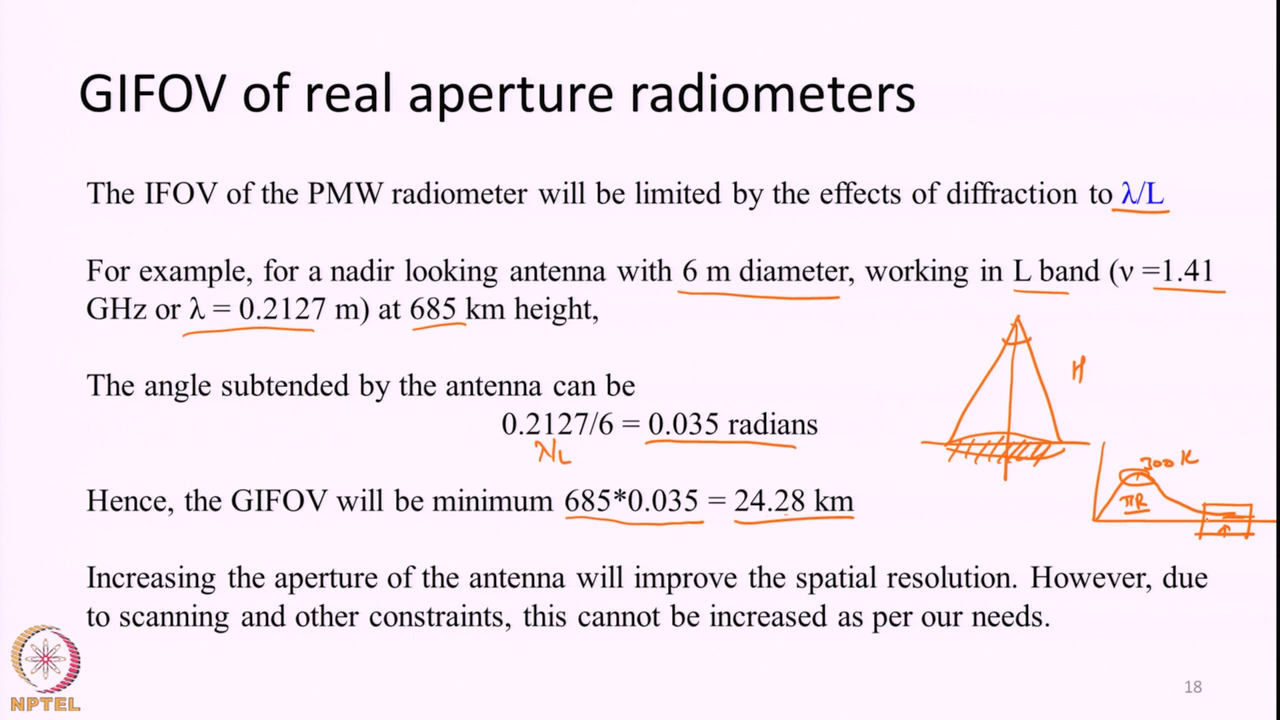 GIFOV of real aperture radiometers
The IFOV of the PMW radiometer will be limited by the effects of diffraction to λ/L
For example, for a nadir looking antenna with 6 m diameter, working in L band (ν =1.41
GHz or λ = 0.2127 m) at 685 km height,
The angle subtended by the antenna can be
0.2127/6 = 0.035 radians
λ/L
H
300 K
Hence, the GIFOV will be minimum 685*0.035 = 24.28 km
Increasing the aperture of the antenna will improve the spatial resolution. However, due
to scanning and other constraints, this cannot be increased as per our needs.
NPTEL
18